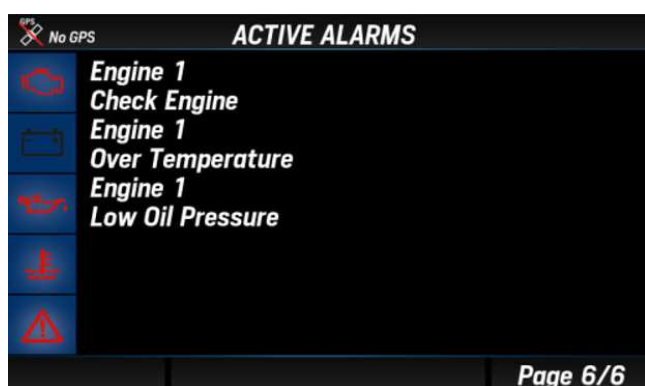 GPS
No GPS
ACTIVE ALARMS
Engine 1
Check Engine
Engine 1
Over Temperature
Engine 1
Low Oil Pressure
Page 6/6